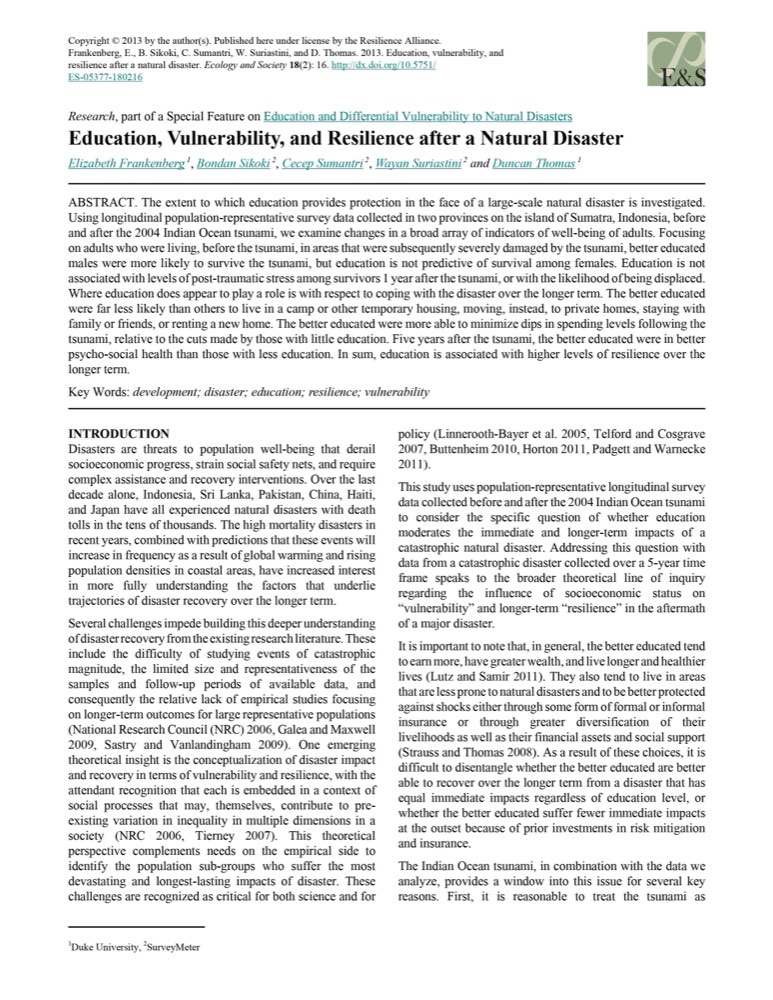 Copyright © 2013 by the author(s). Published here under license by the Resilience Alliance.
Frankenberg, E., B. Sikoki, C. Sumantri, W. Suriastini, and D. Thomas. 2013. Education, vulnerability, and
resilience after a natural disaster. Ecology and Society 18(2): 16. http://dx.doi.org/10.5751/
ES-05377-180216
E&S
Research, part of a Special Feature on Education and Differential Vulnerability to Natural Disasters
Education, Vulnerability, and Resilience after a Natural Disaster
Elizabeth Frankenberg 1, Bondan Sikoki 2, Cecep Sumantri 2, Wayan Suriastini 2 and Duncan Thomas 1
ABSTRACT. The extent to which education provides protection in the face of a large-scale natural disaster is investigated.
Using longitudinal population-representative survey data collected in two provinces on the island of Sumatra, Indonesia, before
and after the 2004 Indian Ocean tsunami, we examine changes in a broad array of indicators of well-being of adults. Focusing
on adults who were living, before the tsunami, in areas that were subsequently severely damaged by the tsunami, better educated
males were more likely to survive the tsunami, but education is not predictive of survival among females. Education is not
associated with levels of post-traumatic stress among survivors 1 year after the tsunami, or with the likelihood of being displaced.
Where education does appear to play a role is with respect to coping with the disaster over the longer term. The better educated
were far less likely than others to live in a camp or other temporary housing, moving, instead, to private homes, staying with
family or friends, or renting a new home. The better educated were more able to minimize dips in spending levels following the
tsunami, relative to the cuts made by those with little education. Five years after the tsunami, the better educated were in better
psycho-social health than those with less education. In sum, education is associated with higher levels of resilience over the
longer term.
Key Words: development; disaster; education; resilience; vulnerability
INTRODUCTION
Disasters are threats to population well-being that derail
socioeconomic progress, strain social safety nets, and require
complex assistance and recovery interventions. Over the last
decade alone, Indonesia, Sri Lanka, Pakistan, China, Haiti,
and Japan have all experienced natural disasters with death
tolls in the tens of thousands. The high mortality disasters in
recent years, combined with predictions that these events will
increase in frequency as a result of global warming and rising
population densities in coastal areas, have increased interest
in more fully understanding the factors that underlie
trajectories of disaster recovery over the longer term.
Several challenges impede building this deeper understanding
of disaster recovery from the existing research literature. These
include the difficulty of studying events of catastrophic
magnitude, the limited size and representativeness of the
samples and follow-up periods of available data, and
consequently the relative lack of empirical studies focusing
on longer-term outcomes for large representative populations
(National Research Council (NRC) 2006, Galea and Maxwell
2009, Sastry and Vanlandingham 2009). One emerging
theoretical insight is the conceptualization of disaster impact
and recovery in terms of vulnerability and resilience, with the
attendant recognition that each is embedded in a context of
social processes that may, themselves, contribute to pre-
existing variation in inequality in multiple dimensions in a
society (NRC 2006, Tierney 2007). This theoretical
perspective complements needs on the empirical side to
identify the population sub-groups who suffer the most
devastating and longest-lasting impacts of disaster. These
challenges are recognized as critical for both science and for
policy (Linnerooth-Bayer et al. 2005, Telford and Cosgrave
2007, Buttenheim 2010, Horton 2011, Padgett and Warnecke
2011).
This study uses population-representative longitudinal survey
data collected before and after the 2004 Indian Ocean tsunami
to consider the specific question of whether education
moderates the immediate and longer-term impacts of a
catastrophic natural disaster. Addressing this question with
data from a catastrophic disaster collected over a 5-year time
frame speaks to the broader theoretical line of inquiry
regarding the influence of socioeconomic status on
“vulnerability” and longer-term “resilience” in the aftermath
of a major disaster.
It is important to note that, in general, the better educated tend
to earn more, have greater wealth, and live longer and healthier
lives (Lutz and Samir 2011). They also tend to live in areas
that are less prone to natural disasters and to be better protected
against shocks either through some form of formal or informal
insurance or through greater diversification of their
livelihoods as well as their financial assets and social support
(Strauss and Thomas 2008). As a result of these choices, it is
difficult to disentangle whether the better educated are better
able to recover over the longer term from a disaster that has
equal immediate impacts regardless of education level, or
whether the better educated suffer fewer immediate impacts
at the outset because of prior investments in risk mitigation
and insurance.
The Indian Ocean tsunami, in combination with the data we
analyze, provides a window into this issue for several key
reasons. First, it is reasonable to treat the tsunami as
1Duke University, 2SurveyMeter